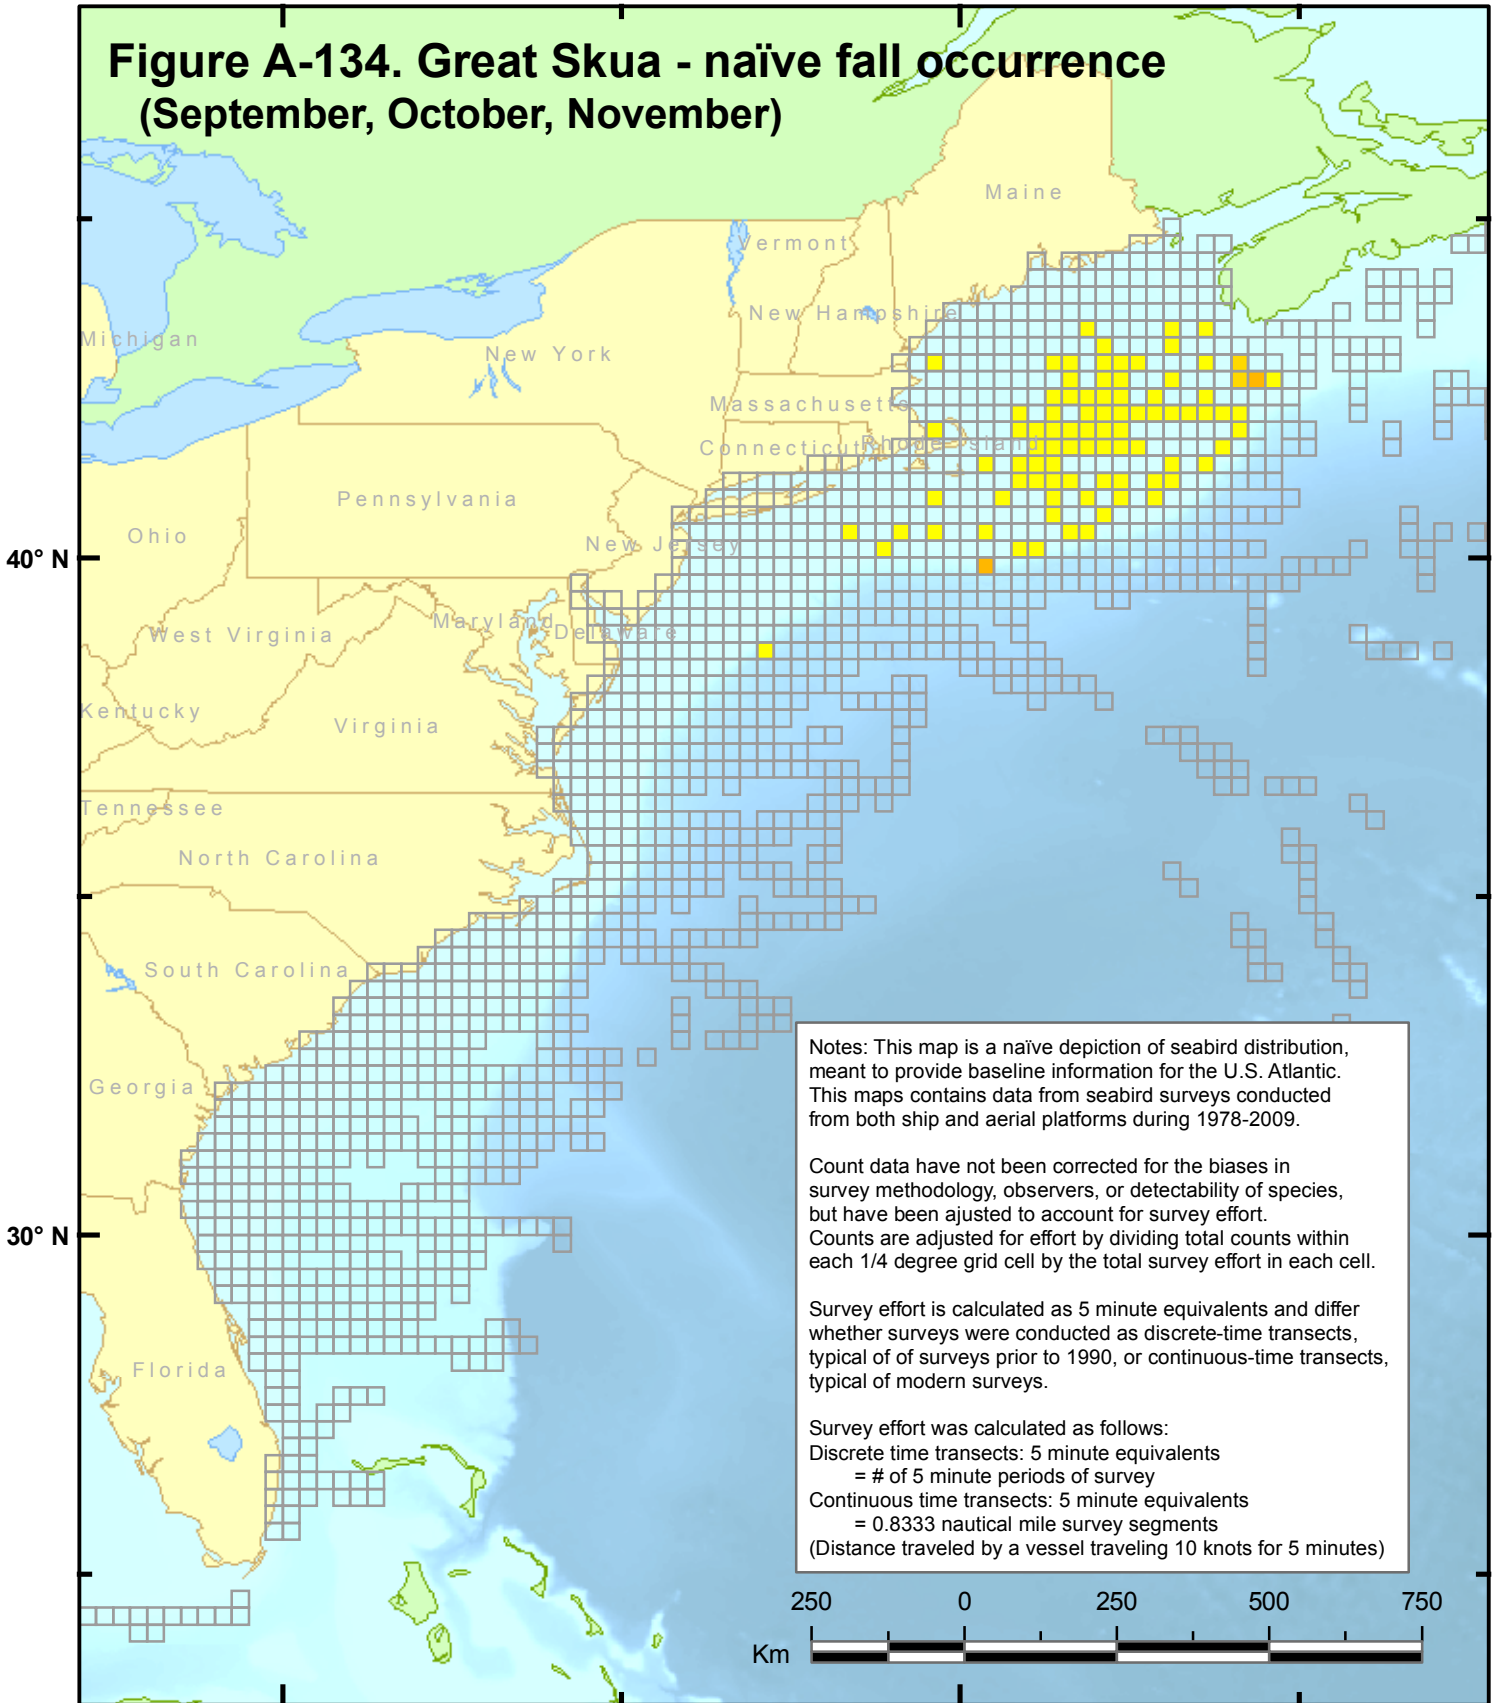 Figure A-134. Great Skua - naïve fall occurrence
(September, October, November)
Maine
Vermont
New Hampshire
Michigan
New York
Massachusetts
Connecticut
Rhode Island
Pennsylvania
Ohio
New Jersey
40° N
West Virginia
Maryland
Delaware
Kentucky
Virginia
Tennessee
North Carolina
South Carolina
Georgia
30° N
Florida
Notes: This map is a naïve depiction of seabird distribution,
meant to provide baseline information for the U.S. Atlantic.
This maps contains data from seabird surveys conducted
from both ship and aerial platforms during 1978-2009.
Count data have not been corrected for the biases in
survey methodology, observers, or detectability of species,
but have been ajusted to account for survey effort.
Counts are adjusted for effort by dividing total counts within
each 1/4 degree grid cell by the total survey effort in each cell.
Survey effort is calculated as 5 minute equivalents and differ
whether surveys were conducted as discrete-time transects,
typical of of surveys prior to 1990, or continuous-time transects,
typical of modern surveys.
Survey effort was calculated as follows:
Discrete time transects: 5 minute equivalents
= # of 5 minute periods of survey
Continuous time transects: 5 minute equivalents
= 0.8333 nautical mile survey segments
(Distance traveled by a vessel traveling 10 knots for 5 minutes)
250 0 250 500 750
Km